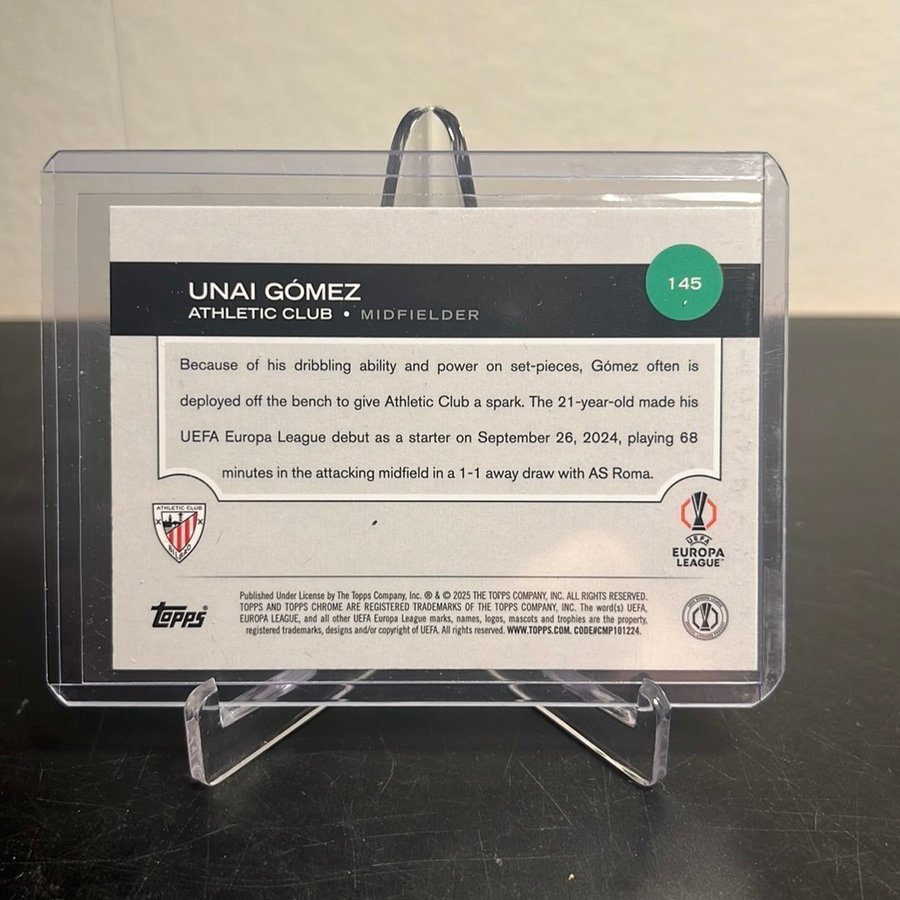 UNAI GÓMEZ
ATHLETIC CLUB • MIDFIELDER
145
Because of his dribbling ability and power on set-pieces, Gómez often is
deployed off the bench to give Athletic Club a spark. The 21-year-old made his
UEFA Europa League debut as a starter on September 26, 2024, playing 68
minutes in the attacking midfield in a 1-1 away draw with AS Roma.
ATHLETIC CLUB
BILBAO
UEFA
EUROPA
LEAGUE™
Topps®
Published Under License by The Topps Company, Inc. ® & © 2025 THE TOPPS COMPANY, INC. ALL RIGHTS RESERVED.
TOPPS AND TOPPS CHROME ARE REGISTERED TRADEMARKS OF THE TOPPS COMPANY, INC. The word(s) UEFA,
EUROPA LEAGUE, and all other UEFA Europa League marks, names, logos, mascots and trophies are the property,
registered trademarks, designs and/or copyright of UEFA. All rights reserved. WWW.TOPPS.COM. CODE#CMP101224.